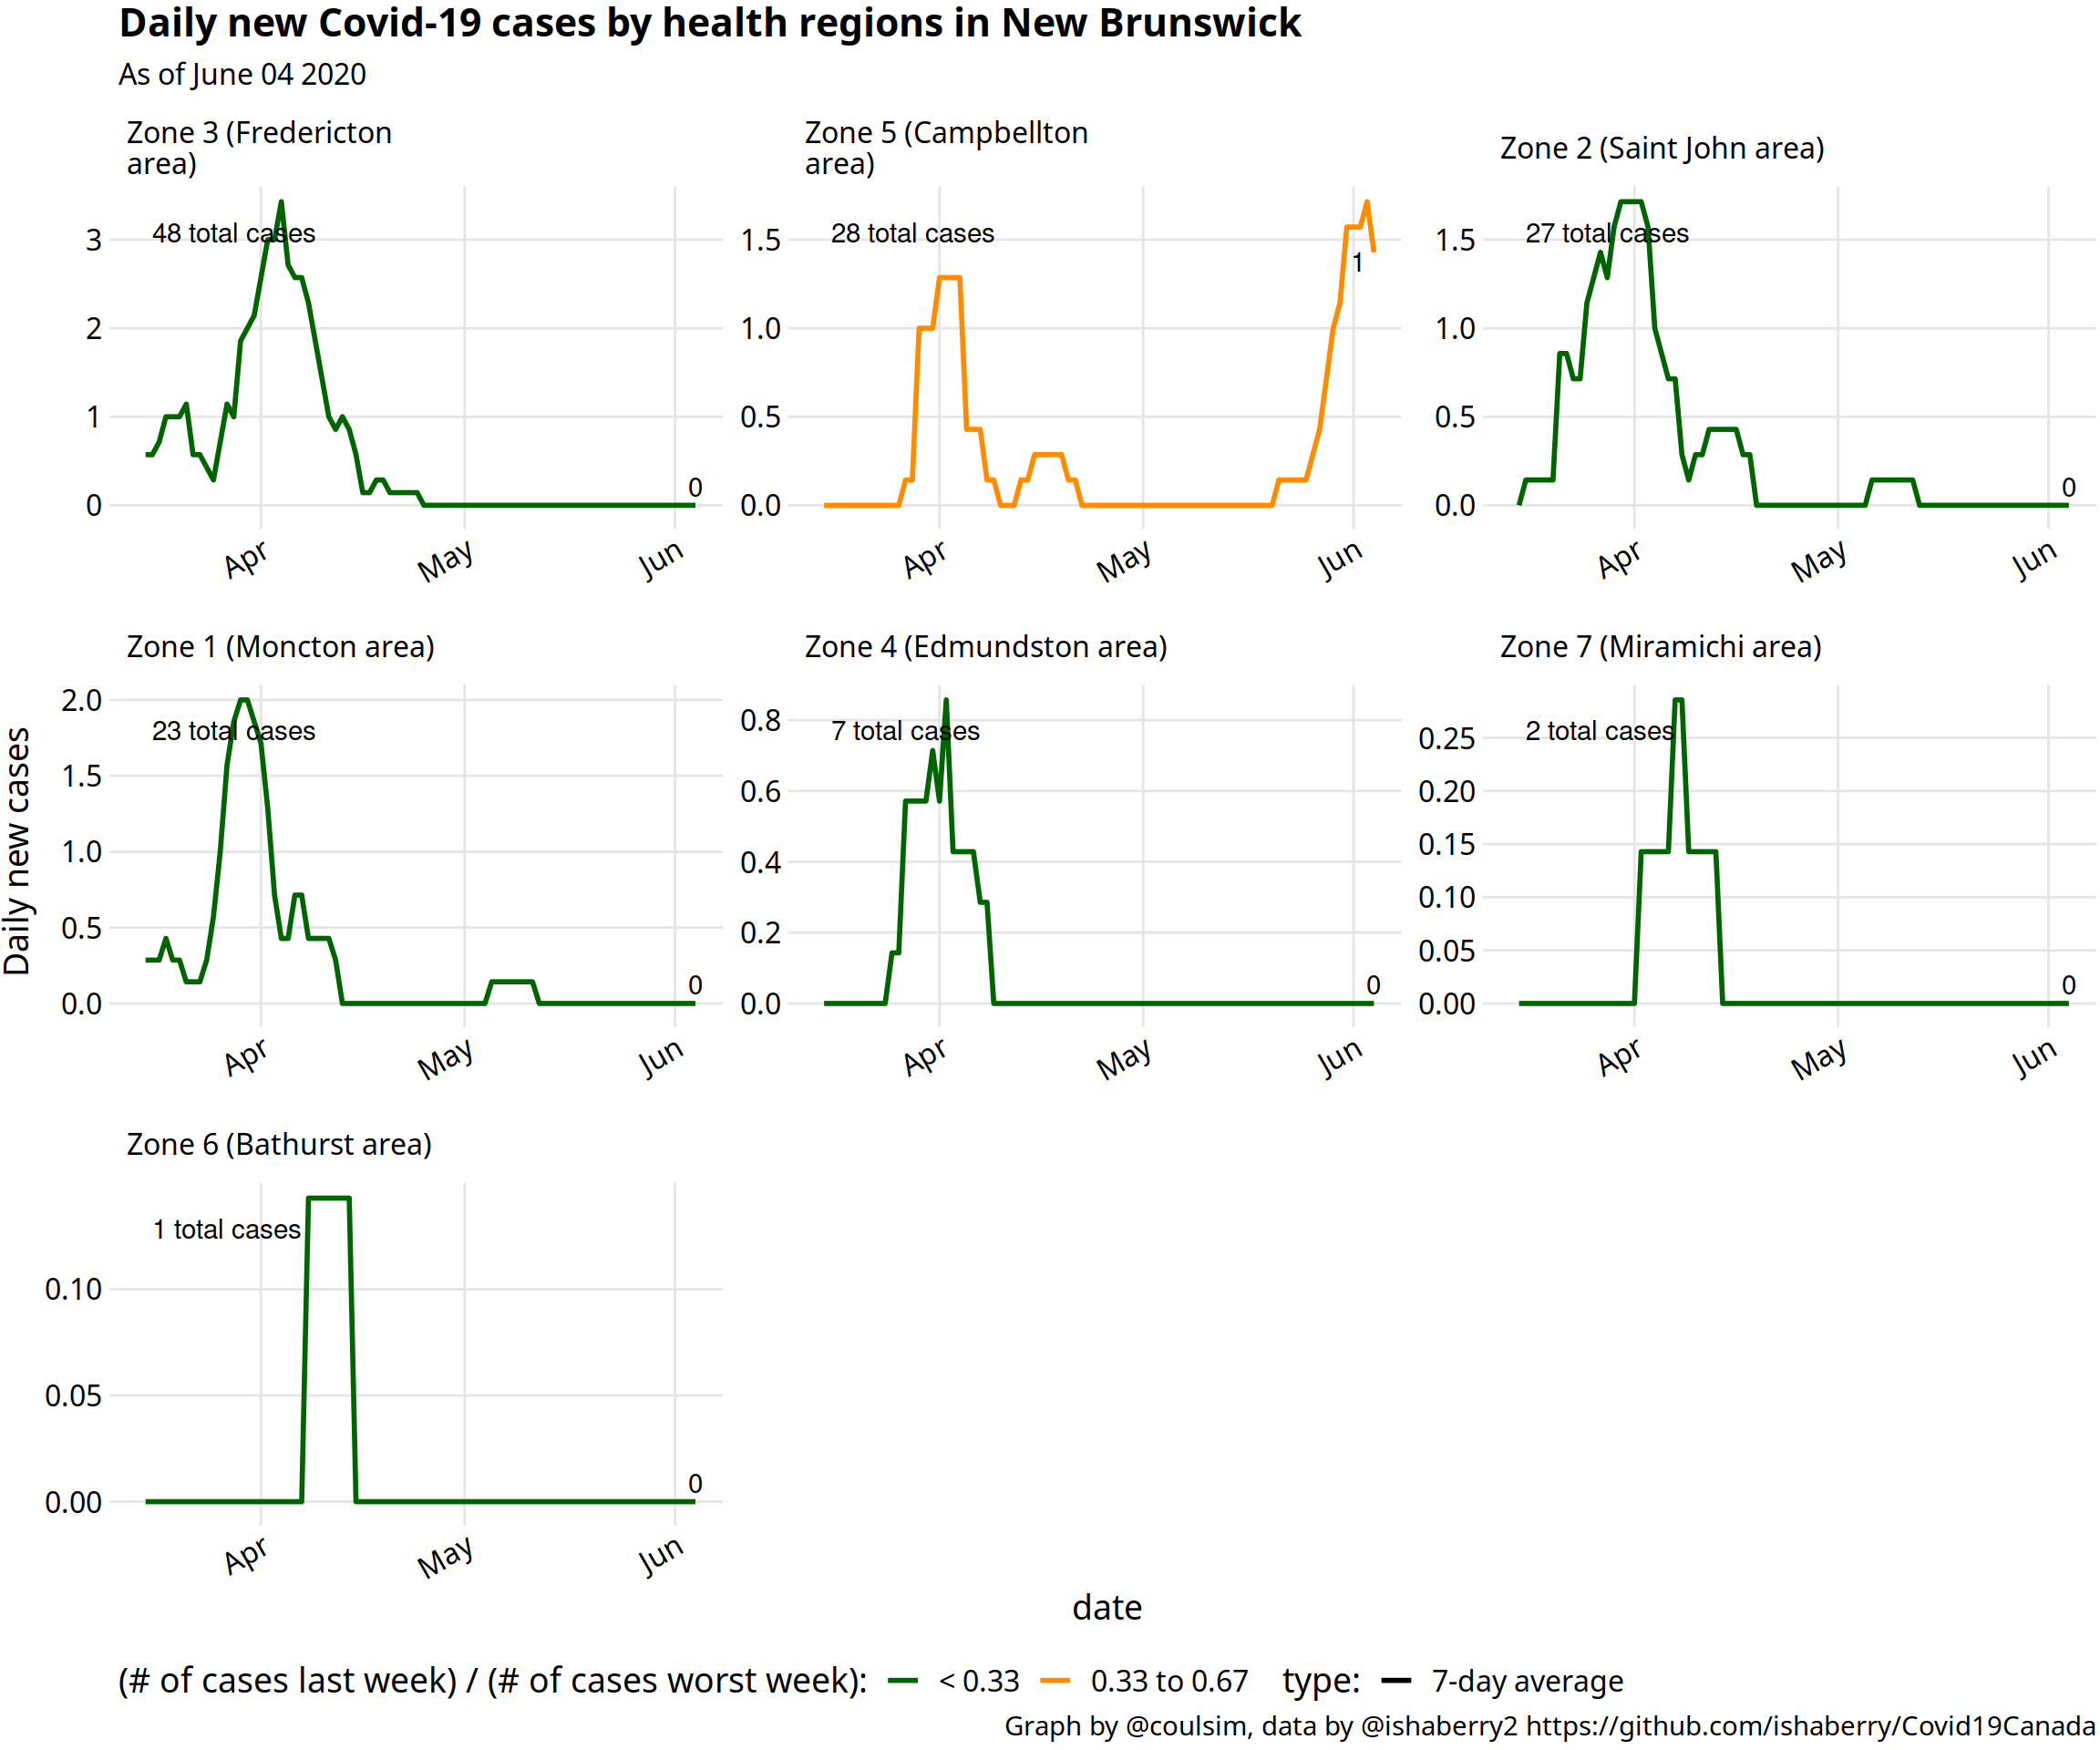 Daily new Covid-19 cases by health regions in New Brunswick
As of June 04 2020
Zone 3 (Fredericton
area)
48 total cases
3
2
1
0
0
Apr
May
Jun
Zone 5 (Campbellton
area)
28 total cases
1.5
1.0
0.5
0.0
1
Apr
May
Jun
Zone 2 (Saint John area)
27 total cases
1.5
1.0
0.5
0.0
0
Apr
May
Jun
Daily new cases
Zone 1 (Moncton area)
23 total cases
2.0
1.5
1.0
0.5
0.0
0
Apr
May
Jun
Zone 4 (Edmundston area)
7 total cases
0.8
0.6
0.4
0.2
0.0
0
Apr
May
Jun
Zone 7 (Miramichi area)
2 total cases
0.25
0.20
0.15
0.10
0.05
0.00
0
Apr
May
Jun
Zone 6 (Bathurst area)
1 total cases
0.10
0.05
0.00
0
Apr
May
Jun
date
(# of cases last week) / (# of cases worst week): < 0.33 0.33 to 0.67 type: 7-day average
Graph by @coulsim, data by @ishaberry2 https://github.com/ishaberry/Covid19Canada